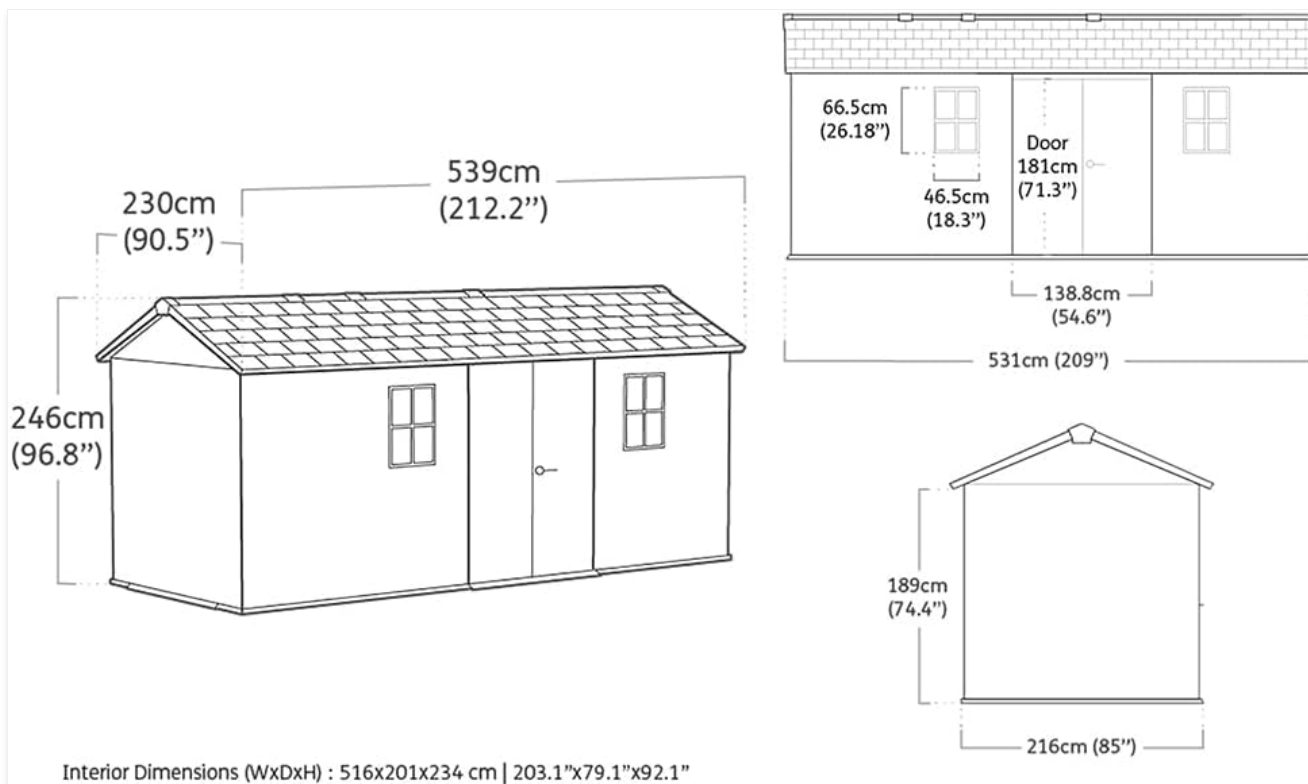 539cm
(212.2”)
230cm
(90.5”)
246cm
(96.8”)
66.5cm
(26.18”)
46.5cm
(18.3”)
Door
181cm
(71.3”)
138.8cm
(54.6”)
531cm (209”)
189cm
(74.4”)
216cm (85”)
Interior Dimensions (WxDxH) : 516x201x234 cm | 203.1”x79.1”x92.1”